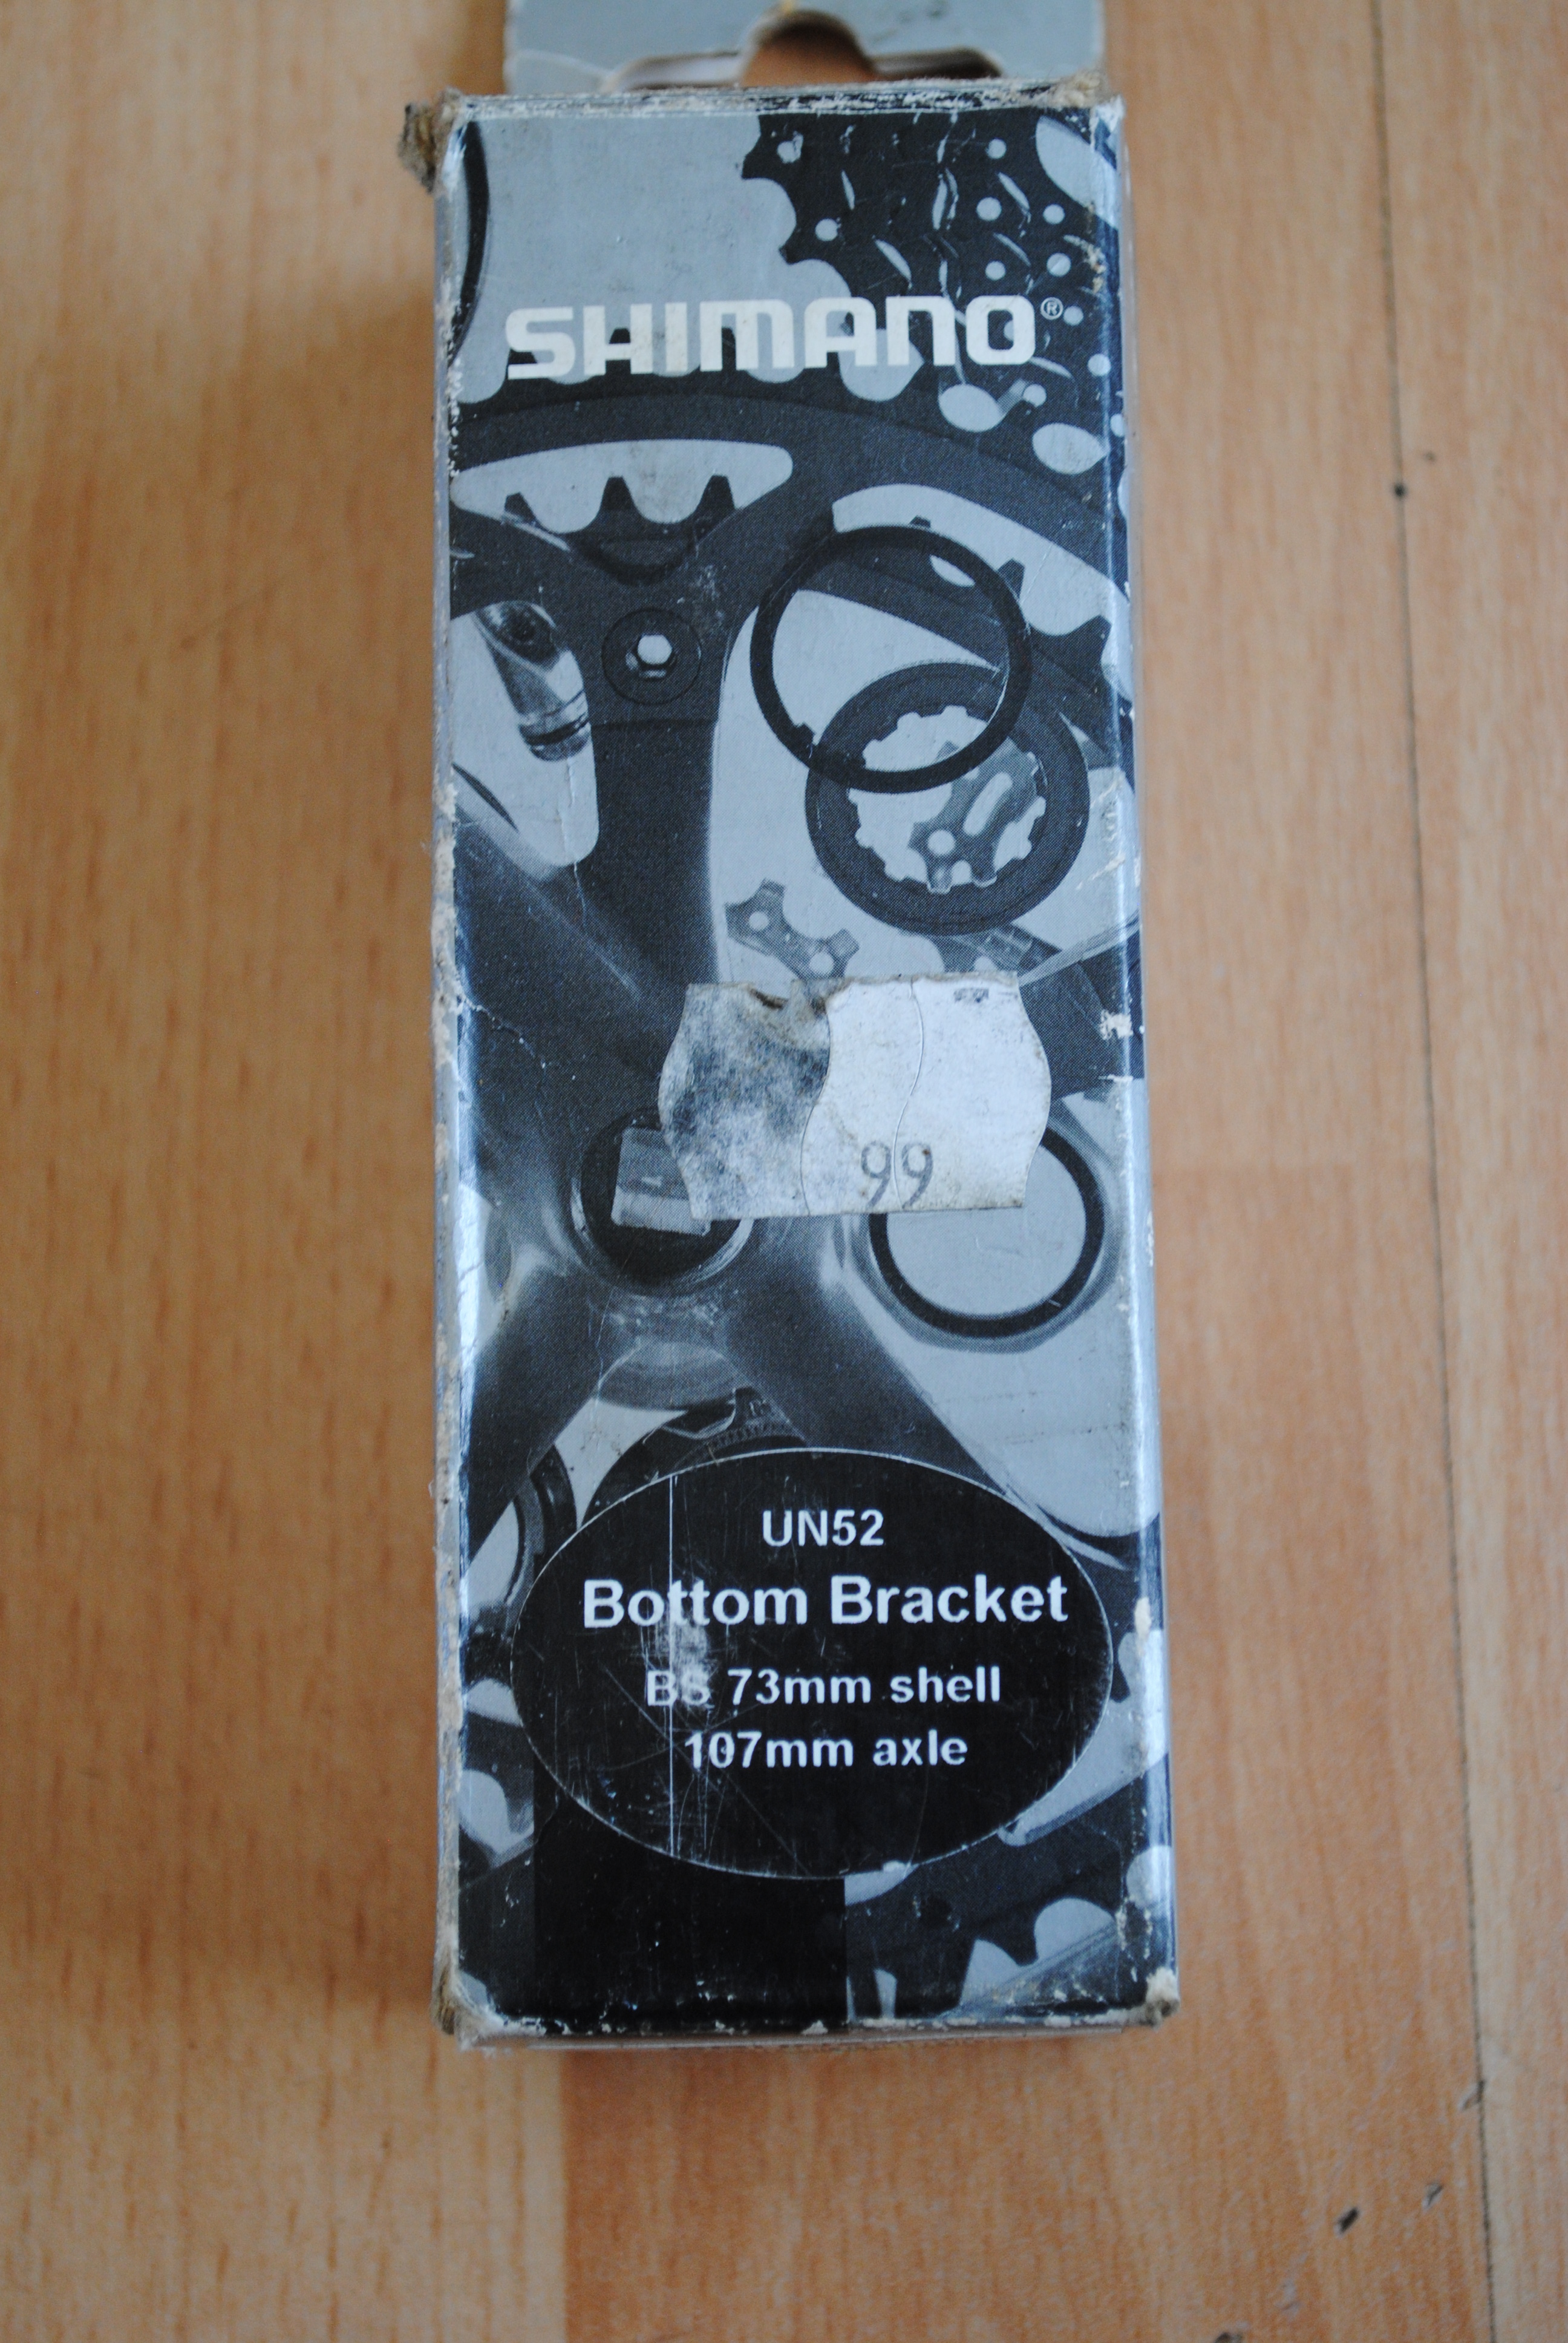 SHIMANO®
99
UN52
Bottom Bracket
BS 73mm shell
107mm axle